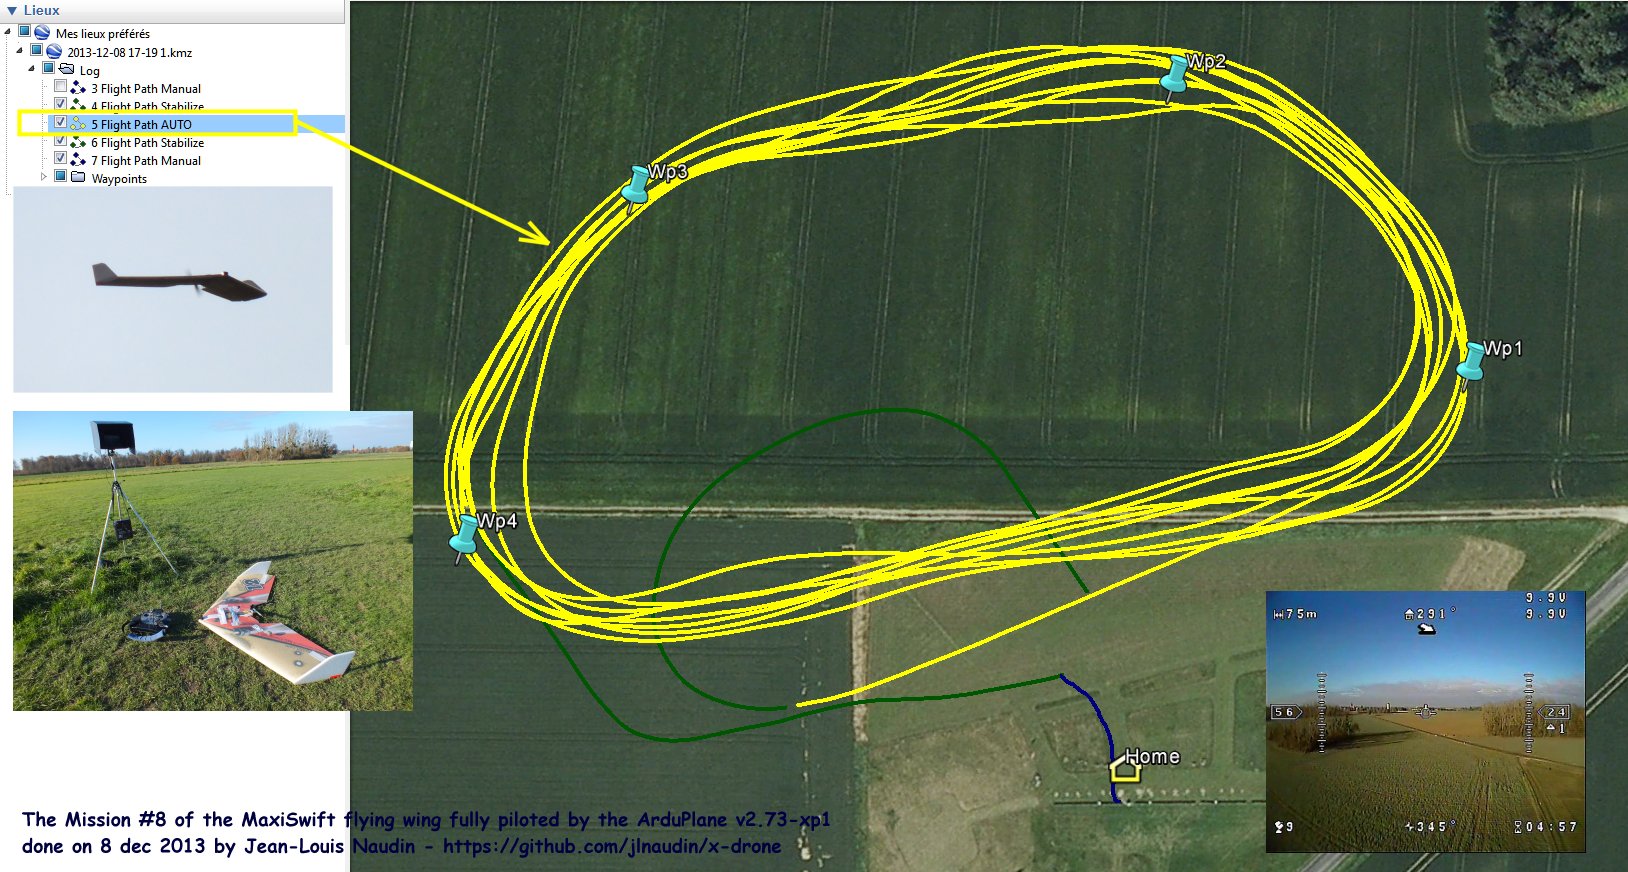 Lieux
Mes lieux préférés
2013-12-08 17-19 1.kmz
Log
3 Flight Path Manual
4 Flight Path Stabilize
5 Flight Path AUTO
6 Flight Path Stabilize
7 Flight Path Manual
Waypoints
Wp2
Wp3
Wp1
Wp4
Home
9.9V
75m 291° 9.9V
56 24
1
9 345° 04:57
The Mission #8 of the MaxiSwift flying wing fully piloted by the ArduPlane v2.73-xp1
done on 8 dec 2013 by Jean-Louis Naudin - https://github.com/jlnaudin/x-drone